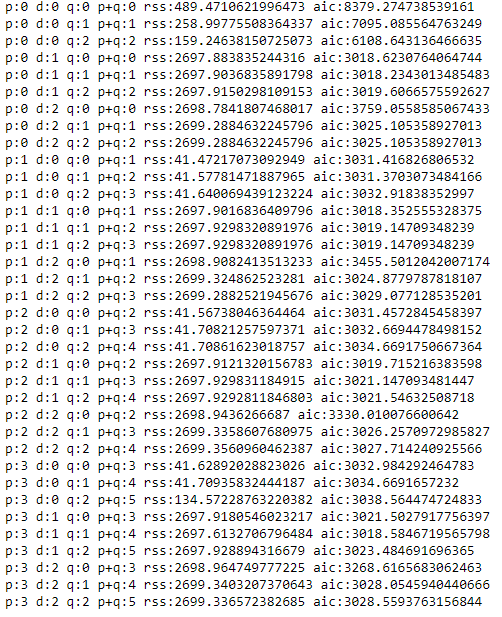 p:0 d:0 q:0 p+q:0 rss:489.4710621996473 aic:8379.274738539161
p:0 d:0 q:1 p+q:1 rss:258.99775508364337 aic:7095.085564763249
p:0 d:0 q:2 p+q:2 rss:159.24638150725073 aic:6108.643136466635
p:0 d:1 q:0 p+q:0 rss:2697.883835244316 aic:3018.6230764064744
p:0 d:1 q:1 p+q:1 rss:2697.9036835891798 aic:3018.2343013485483
p:0 d:1 q:2 p+q:2 rss:2697.9150298109153 aic:3019.6066575592627
p:0 d:2 q:0 p+q:0 rss:2698.7841807468017 aic:3759.0558585067433
p:0 d:2 q:1 p+q:1 rss:2699.2884632245796 aic:3025.105358927013
p:0 d:2 q:2 p+q:2 rss:2699.2884632245796 aic:3025.105358927013
p:1 d:0 q:0 p+q:1 rss:41.47217073092949 aic:3031.416826806532
p:1 d:0 q:1 p+q:2 rss:41.57781471887965 aic:3031.3703073484166
p:1 d:0 q:2 p+q:3 rss:41.640069439123224 aic:3032.91838352997
p:1 d:1 q:0 p+q:1 rss:2697.9016836409796 aic:3018.352555328375
p:1 d:1 q:1 p+q:2 rss:2697.9298320891976 aic:3019.14709348239
p:1 d:1 q:2 p+q:3 rss:2697.9298320891976 aic:3019.14709348239
p:1 d:2 q:0 p+q:1 rss:2698.9082413513233 aic:3455.5012042007174
p:1 d:2 q:1 p+q:2 rss:2699.324862523281 aic:3024.8779787818107
p:1 d:2 q:2 p+q:3 rss:2699.2882521945676 aic:3029.077128535201
p:2 d:0 q:0 p+q:2 rss:41.56738046364464 aic:3031.4572845458397
p:2 d:0 q:1 p+q:3 rss:41.70821257597371 aic:3032.6694478498152
p:2 d:0 q:2 p+q:4 rss:41.70861623018757 aic:3034.6691750667364
p:2 d:1 q:0 p+q:2 rss:2697.9121320156783 aic:3019.715216383598
p:2 d:1 q:1 p+q:3 rss:2697.929831184915 aic:3021.147093481447
p:2 d:1 q:2 p+q:4 rss:2697.9292811846803 aic:3021.54632508718
p:2 d:2 q:0 p+q:2 rss:2698.9436266687 aic:3330.010076600642
p:2 d:2 q:1 p+q:3 rss:2699.3358607680975 aic:3026.2570972985827
p:2 d:2 q:2 p+q:4 rss:2699.3560960462387 aic:3027.714240925566
p:3 d:0 q:0 p+q:3 rss:41.62892028823026 aic:3032.984292464783
p:3 d:0 q:1 p+q:4 rss:41.70935832444187 aic:3034.6691657232
p:3 d:0 q:2 p+q:5 rss:134.57228763220382 aic:3038.564474724833
p:3 d:1 q:0 p+q:3 rss:2697.9180546023217 aic:3021.5027917756397
p:3 d:1 q:1 p+q:4 rss:2697.6132706796484 aic:3018.5846719565798
p:3 d:1 q:2 p+q:5 rss:2697.928894316679 aic:3023.484691696365
p:3 d:2 q:0 p+q:3 rss:2698.964749777225 aic:3268.6165683062463
p:3 d:2 q:1 p+q:4 rss:2699.3403207370643 aic:3028.0545940440666
p:3 d:2 q:2 p+q:5 rss:2699.336572382685 aic:3028.5593763156844